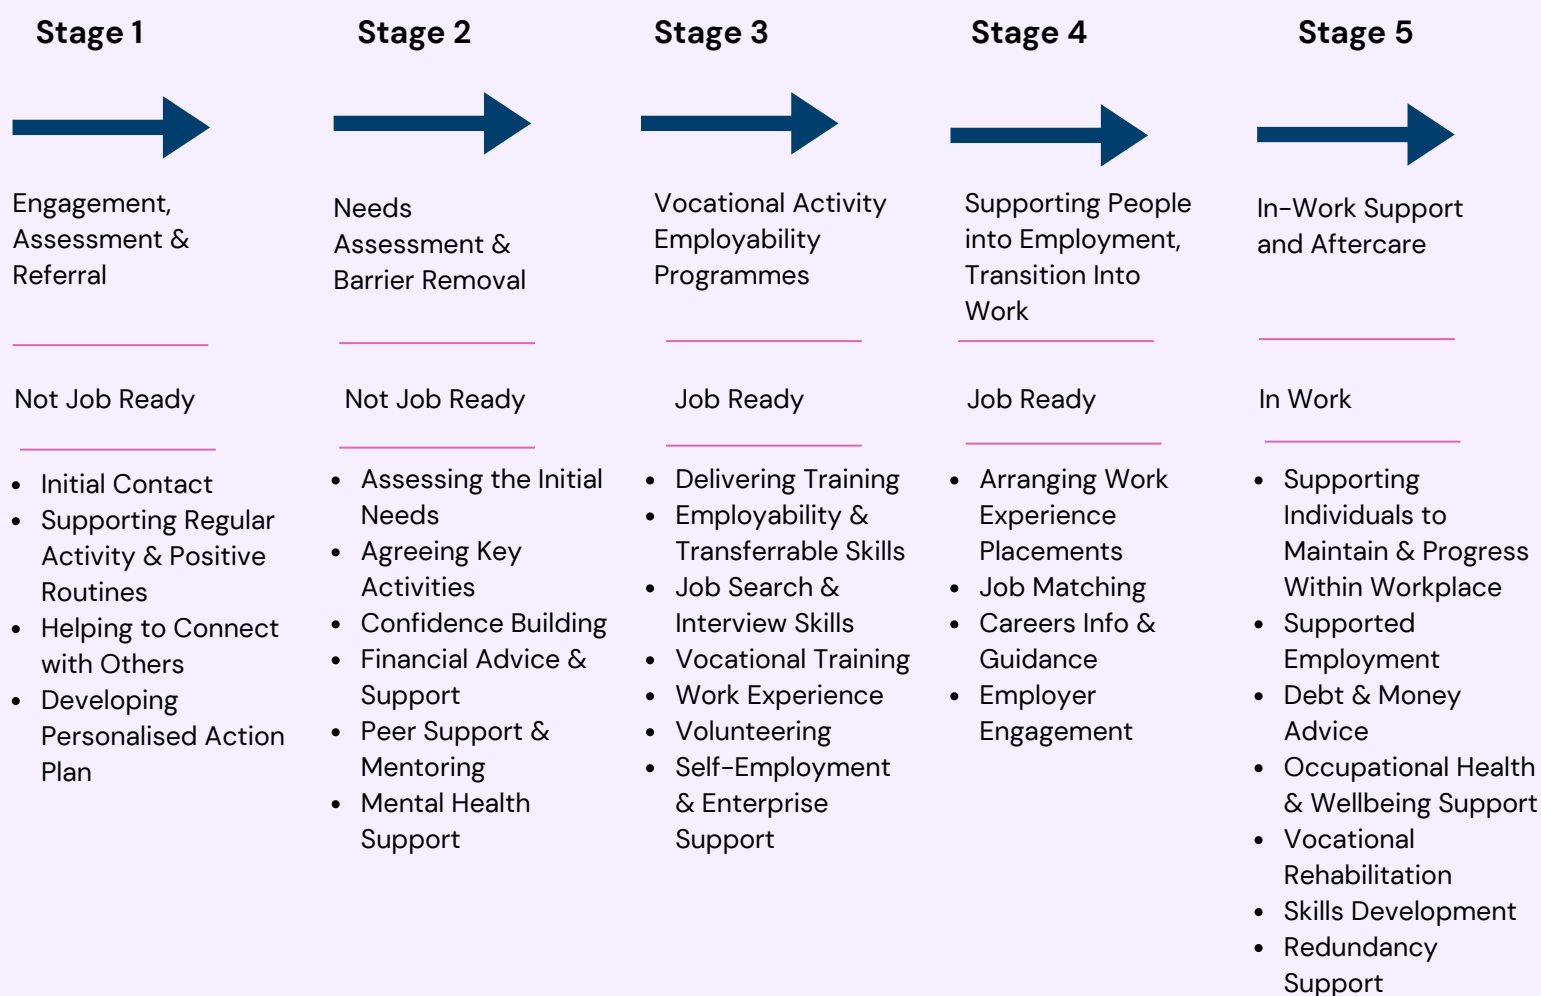 Stage 1
Engagement,
Assessment &
Referral
Not Job Ready
• Initial Contact
• Supporting Regular
Activity & Positive
Routines
• Helping to Connect
with Others
• Developing
Personalised Action
Plan
Stage 2
Needs
Assessment &
Barrier Removal
Not Job Ready
• Assessing the Initial
Needs
• Agreeing Key
Activities
• Confidence Building
• Financial Advice &
Support
• Peer Support &
Mentoring
• Mental Health
Support
Stage 3
Vocational Activity
Employability
Programmes
Job Ready
• Delivering Training
• Employability &
Transferrable Skills
• Job Search &
Interview Skills
• Vocational Training
• Work Experience
• Volunteering
• Self-Employment
& Enterprise
Support
Stage 4
Supporting People
into Employment,
Transition Into
Work
Job Ready
• Arranging Work
Experience
Placements
• Job Matching
• Careers Info &
Guidance
• Employer
Engagement
Stage 5
In-Work Support
and Aftercare
In Work
• Supporting
Individuals to
Maintain & Progress
Within Workplace
• Supported
Employment
• Debt & Money
Advice
• Occupational Health
& Wellbeing Support
• Vocational
Rehabilitation
• Skills Development
• Redundancy
Support